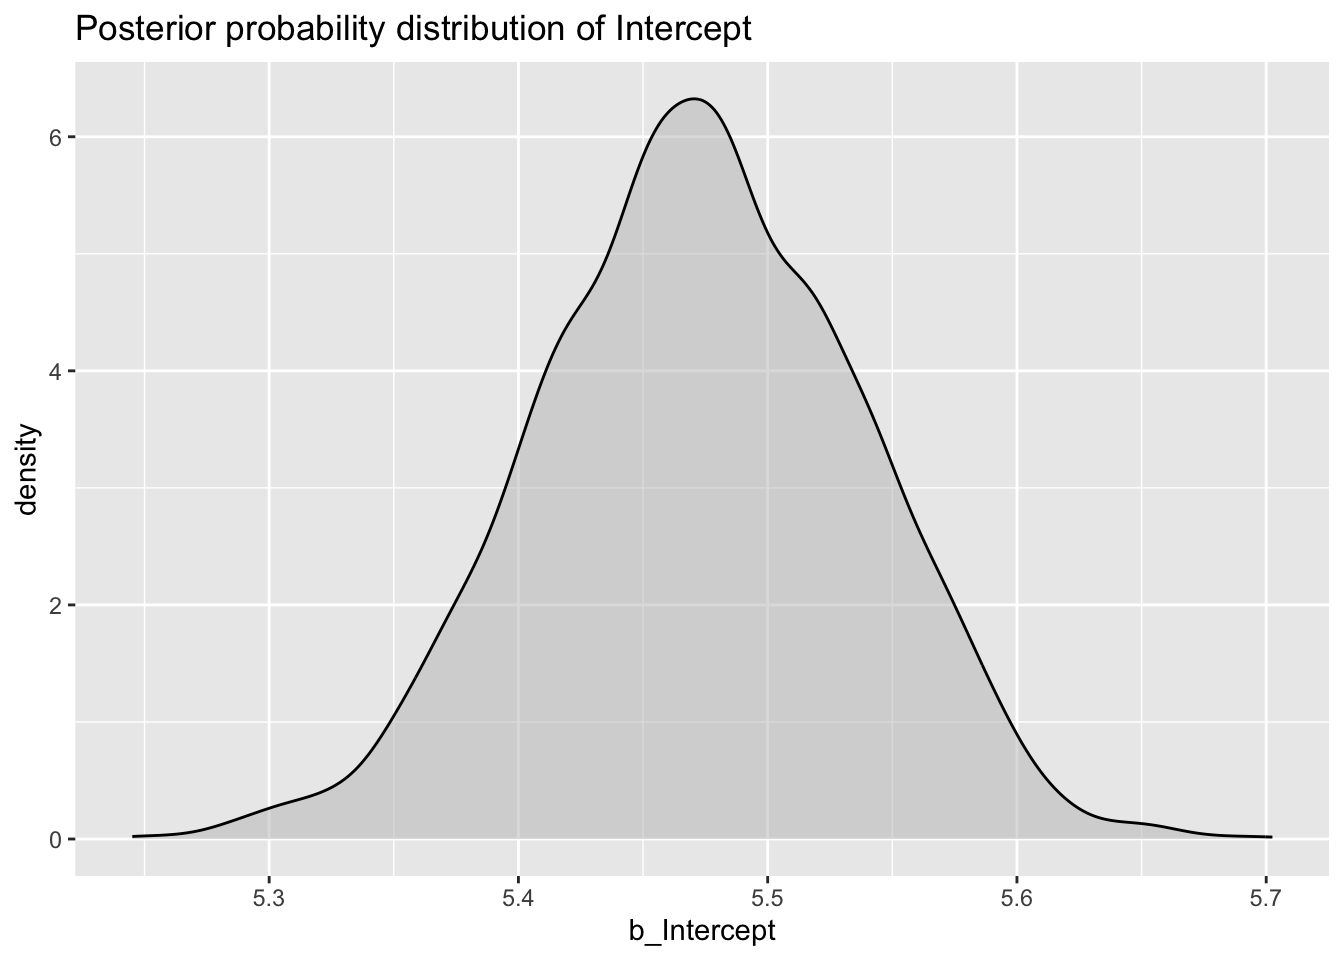 Posterior probability distribution of Intercept
6
4
2
0
density
5.3 5.4 5.5 5.6 5.7
b_Intercept